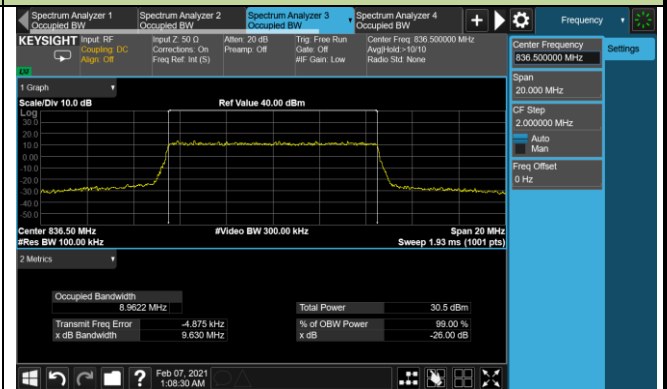 Spectrum Analyzer 1
Occupied BW
Spectrum Analyzer 2
Occupied BW
Spectrum Analyzer 3
Occupied BW
Spectrum Analyzer 4
Occupied BW
Frequency
KEYSIGHT
Input: RF
Coupling: DC
Align: Off
Input Z: 50 Ω
Corrections: On
Freq Ref: Int (S)
Atten: 20 dB
Preamp: Off
Trig: Free Run
Gate: Off
#IF Gain: Low
Center Freq: 836.500000 MHz
Avg|Hold:>10/10
Radio Std: None
Center Frequency
836.500000 MHz
Settings
Span
20.000 MHz
CF Step
2.000000 MHz
Auto
Man
Freq Offset
0 Hz
1 Graph
Scale/Div 10.0 dB
Ref Value 40.00 dBm
Log
30.0
20.0
10.0
0.00
-10.0
-20.0
-30.0
-40.0
-50.0
Center 836.50 MHz
#Video BW 300.00 kHz
Span 20 MHz
#Res BW 100.00 kHz
Sweep 1.93 ms (1001 pts)
2 Metrics
Occupied Bandwidth
8.9622 MHz
Total Power 30.5 dBm
Transmit Freq Error -4.875 kHz
% of OBW Power 99.00 %
x dB Bandwidth 9.630 MHz
x dB -26.00 dB
Feb 07, 2021
1:08:30 AM